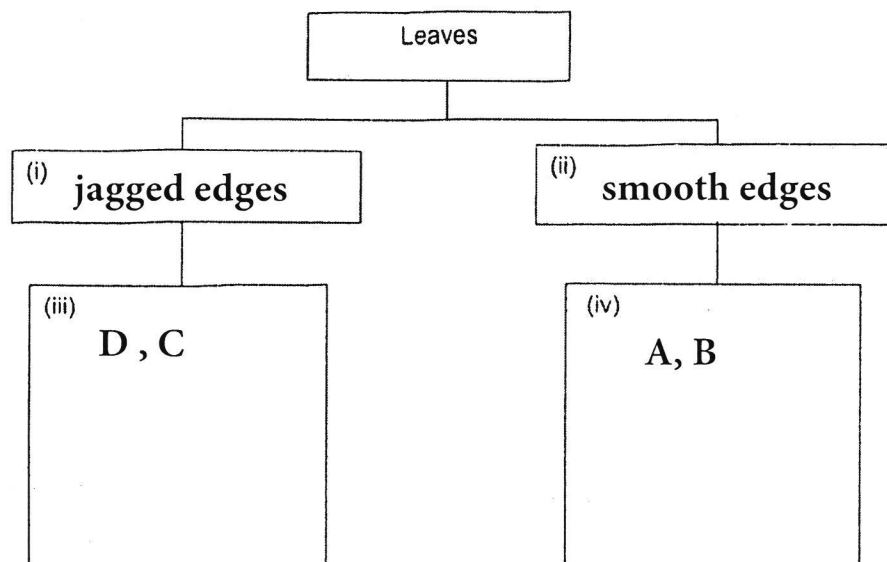 Leaves
(i) jagged edges
(ii) smooth edges
(iii)
D , C
(iv)
A, B